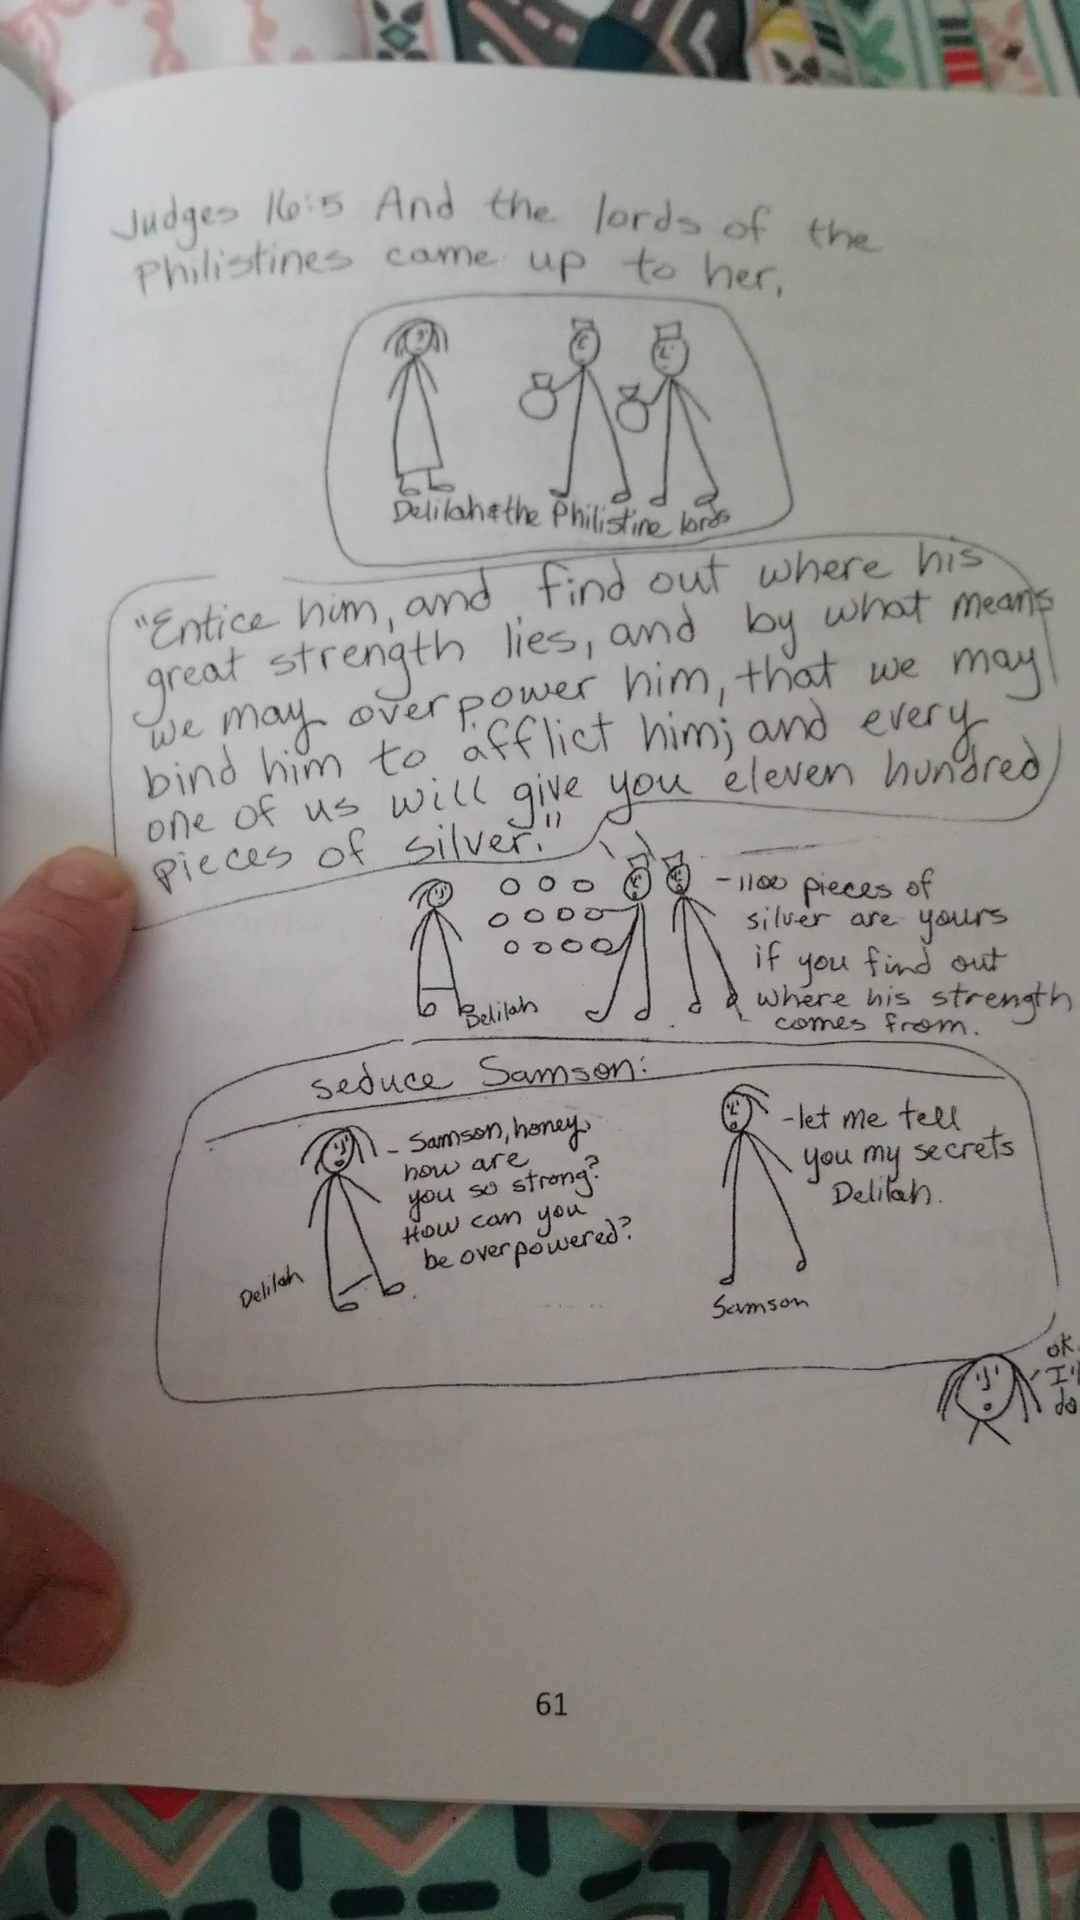 Judges 16:5 And the lords of the
Philistines came up to her,
Delilah & the Philistine lords
"Entice him, and find out where his
great strength lies, and by what means
we may overpower him, that we may
bind him to afflict him; and every
one of us will give you eleven hundred
pieces of silver."
-1100 pieces of
silver are yours
if you find out
where his strength
comes from.
Delilah
seduce Samson:
- Samson, honey,
how are
you so strong?
How can you
be overpowered?
Delilah
-let me tell
you my secrets
Delilah.
Samson
ok.
do
61